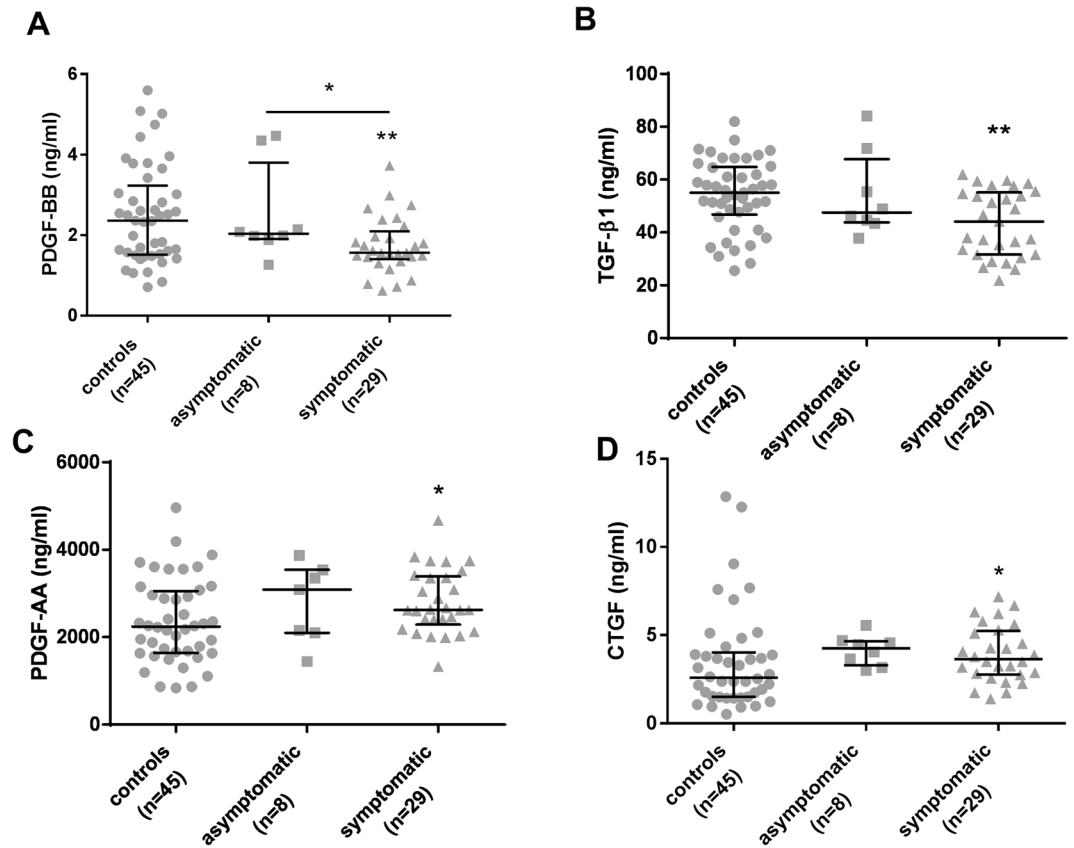 A
PDGF-BB (ng/ml)
6
4
2
0
*
**
controls
(n=45)
asymptomatic
(n=8)
symptomatic
(n=29)
B
TGF-β1 (ng/ml)
100
80
60
40
20
0
**
controls
(n=45)
asymptomatic
(n=8)
symptomatic
(n=29)
C
PDGF-AA (ng/ml)
6000
4000
2000
0
*
controls
(n=45)
asymptomatic
(n=8)
symptomatic
(n=29)
D
CTGF (ng/ml)
15
10
5
0
*
controls
(n=45)
asymptomatic
(n=8)
symptomatic
(n=29)